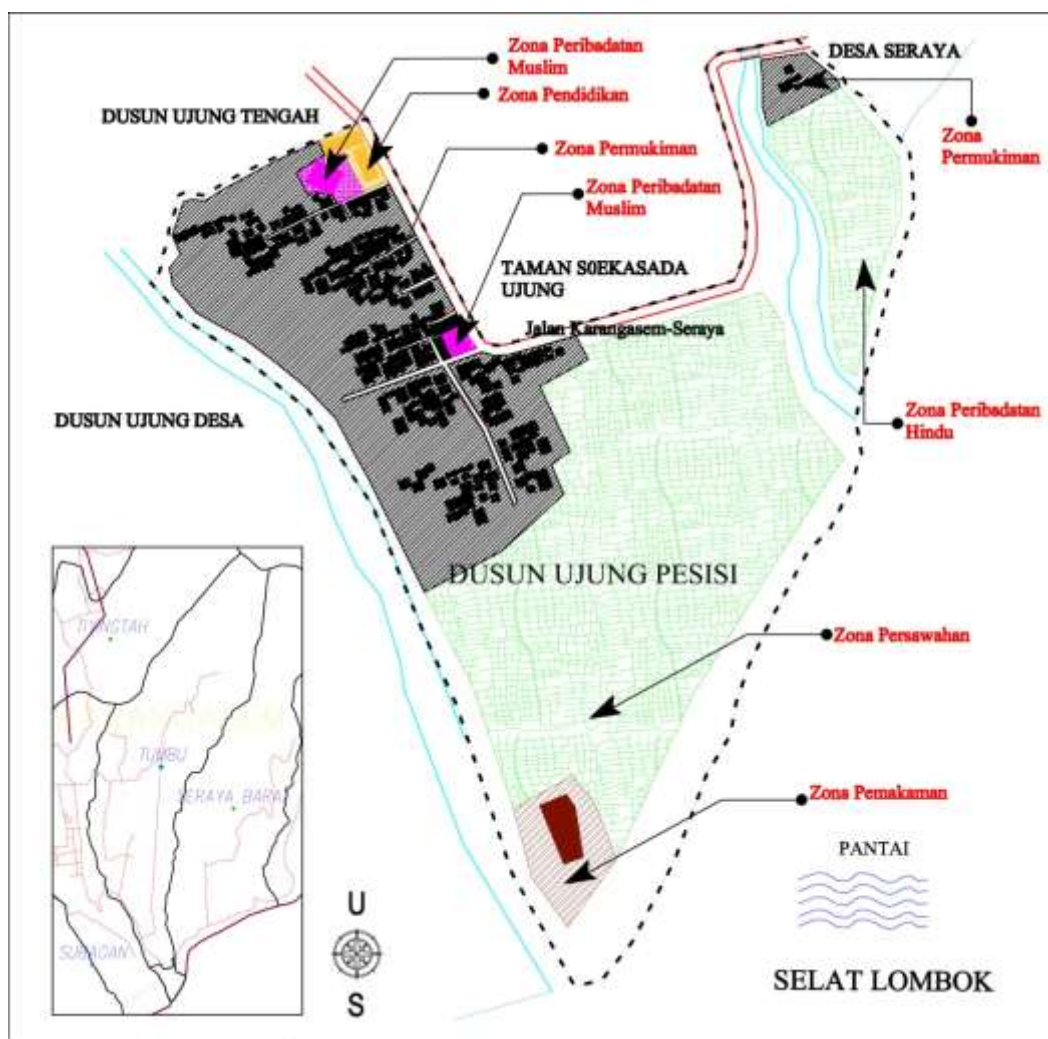 Zona Peribadatan
Muslim
DESA SERAYA
Zona Pendidikan
DUSUN UJUNG TENGAH
Zona
Permukiman
Zona Permukiman
Zona Peribadatan
Muslim
TAMAN S0EKASADA
UJUNG
Jalan Karangasem-Seraya
DUSUN UJUNG DESA
Zona Peribadatan
Hindu
DUSUN UJUNG PESISI
Zona Persawahan
TUMBU
SUBAGAN
Zona Pemakaman
PANTAI
U
S
SELAT LOMBOK